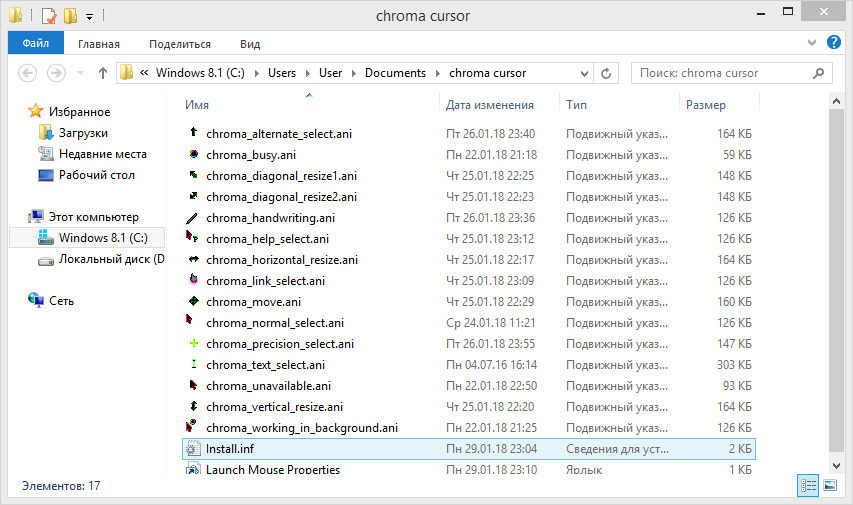 chroma cursor
Файл Главная Поделиться Вид
« Windows 8.1 (C:) Users User Documents chroma cursor Поиск: chroma cursor
Избранное
Загрузки
Недавние места
Рабочий стол
Этот компьютер
Windows 8.1 (C:)
Локальный диск (D
Сеть
Имя Дата изменения Тип Размер
chroma_alternate_select.ani Пт 26.01.18 23:40 Подвижный указ... 164 КБ
chroma_busy.ani Пн 22.01.18 21:18 Подвижный указ... 59 КБ
chroma_diagonal_resize1.ani Чт 25.01.18 22:25 Подвижный указ... 148 КБ
chroma_diagonal_resize2.ani Чт 25.01.18 22:23 Подвижный указ... 148 КБ
chroma_handwriting.ani Пт 26.01.18 23:36 Подвижный указ... 126 КБ
chroma_help_select.ani Чт 25.01.18 23:12 Подвижный указ... 126 КБ
chroma_horizontal_resize.ani Чт 25.01.18 22:17 Подвижный указ... 164 КБ
chroma_link_select.ani Чт 25.01.18 23:09 Подвижный указ... 126 КБ
chroma_move.ani Чт 25.01.18 22:29 Подвижный указ... 160 КБ
chroma_normal_select.ani Ср 24.01.18 11:21 Подвижный указ... 126 КБ
chroma_precision_select.ani Пт 26.01.18 23:55 Подвижный указ... 147 КБ
chroma_text_select.ani Пн 04.07.16 16:14 Подвижный указ... 303 КБ
chroma_unavailable.ani Пн 22.01.18 22:50 Подвижный указ... 93 КБ
chroma_vertical_resize.ani Чт 25.01.18 22:20 Подвижный указ... 164 КБ
chroma_working_in_background.ani Пн 22.01.18 21:25 Подвижный указ... 126 КБ
Install.inf Пн 29.01.18 23:04 Сведения для уст... 2 КБ
Launch Mouse Properties Пн 29.01.18 23:10 Ярлык 1 КБ
Элементов: 17